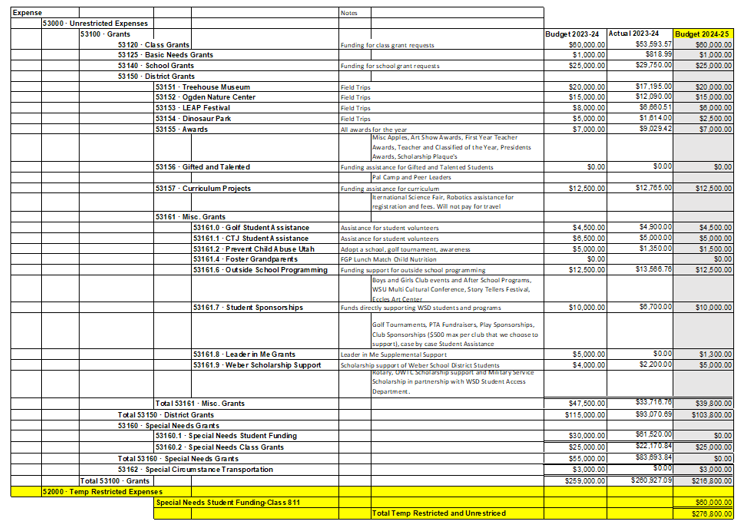 Expense Notes
53000 · Unrestricted Expenses
53100 · Grants Budget 2023-24 Actual 2023-24 Budget 2024-25
53120 · Class Grants Funding for class grant requests $60,000.00 $53,593.57 $60,000.00
53125 · Basic Needs Grants $1,000.00 $818.99 $1,000.00
53140 · School Grants Funding for school grant requests $25,000.00 $29,750.00 $25,000.00
53150 · District Grants
53151 · Treehouse Museum Field Trips $20,000.00 $17,195.00 $20,000.00
53152 · Ogden Nature Center Field Trips $15,000.00 $12,090.00 $15,000.00
53153 · LEAP Festival Field Trips $8,000.00 $6,660.51 $6,000.00
53154 · Dinosaur Park Field Trips $5,000.00 $1,614.00 $2,500.00
53155 · Awards All awards for the year $7,000.00 $9,029.42 $7,000.00
Misc Apples, Art Show Awards, First Year Teacher
Awards, Teacher and Classified of the Year, Presidents
Awards, Scholarship Plaque's
53156 · Gifted and Talented Funding assistance for Gifted and Talented Students $0.00 $0.00 $0.00
Pal Camp and Peer Leaders
53157 · Curriculum Projects Funding assistance for curriculum $12,500.00 $12,765.00 $12,500.00
Iternational Science Fair, Robotics assistance for
registration and fees. Will not pay for travel
53161 · Misc. Grants
53161.0 · Golf Student Assistance Assistance for student volunteers $4,500.00 $4,900.00 $4,500.00
53161.1 · CTJ Student Assistance Assistance for student volunteers $6,500.00 $5,000.00 $5,000.00
53161.2 · Prevent Child Abuse Utah Adopt a school, golf tournament, awareness $5,000.00 $1,350.00 $1,500.00
53161.4 · Foster Grandparents FGP Lunch Match Child Nutrition $0.00 $0.00 $0.00
53161.6 · Outside School Programming Funding support for outside school programming $12,500.00 $13,566.76 $12,500.00
Boys and Girls Club events and After School Programs,
WSU Multi Cultural Conference, Story Tellers Festival,
Eccles Art Center
53161.7 · Student Sponsorships Funds directly supporting WSD students and programs $10,000.00 $6,700.00 $10,000.00
Golf Tournaments, PTA Fundraisers, Play Sponsorships,
Club Sponsorships ($500 max per club that we choose to
support), case by case Student Assistance
53161.8 · Leader in Me Grants Leader in Me Supplemental Support $5,000.00 $0.00 $1,300.00
53161.9 · Weber Scholarship Support Scholarship support of Weber School District Students $4,000.00 $2,200.00 $5,000.00
Rotary, OWTC Scholarship support and Military Service
Scholarship in partnership with WSD Student Access
Department.
Total 53161 · Misc. Grants $47,500.00 $33,716.76 $39,800.00
Total 53150 · District Grants $115,000.00 $93,070.69 $103,800.00
53160 · Special Needs Grants
53160.1 · Special Needs Student Funding $30,000.00 $61,520.00 $0.00
53160.2 · Special Needs Class Grants $25,000.00 $22,170.84 $25,000.00
Total 53160 · Special Needs Grants $55,000.00 $83,693.84 $0.00
53162 · Special Circumstance Transportation $3,000.00 $0.00 $3,000.00
Total 53100 · Grants $259,000.00 $260,927.09 $216,800.00
52000 · Temp Restricted Expenses
Special Needs Student Funding-Class 811 $60,000.00
Total Temp Restricted and Unrestriced $276,800.00